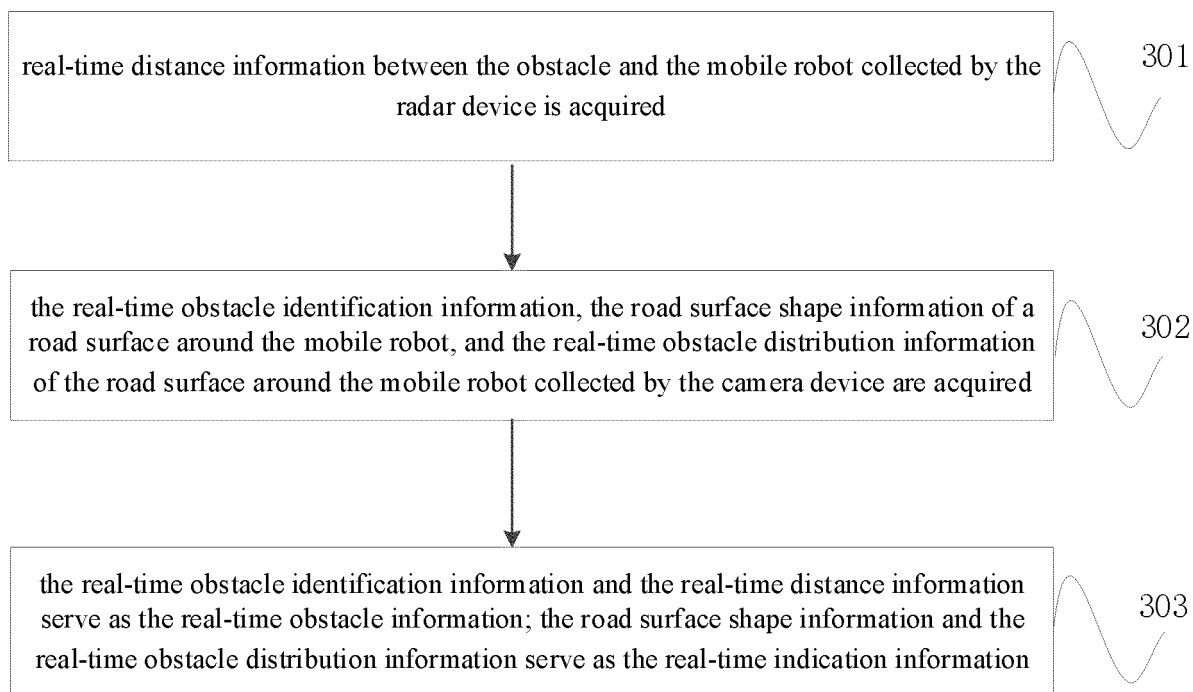 real-time distance information between the obstacle and the mobile robot collected by the
radar device is acquired
301
the real-time obstacle identification information, the road surface shape information of a
road surface around the mobile robot, and the real-time obstacle distribution information
of the road surface around the mobile robot collected by the camera device are acquired
302
the real-time obstacle identification information and the real-time distance information
serve as the real-time obstacle information; the road surface shape information and the
real-time obstacle distribution information serve as the real-time indication information
303